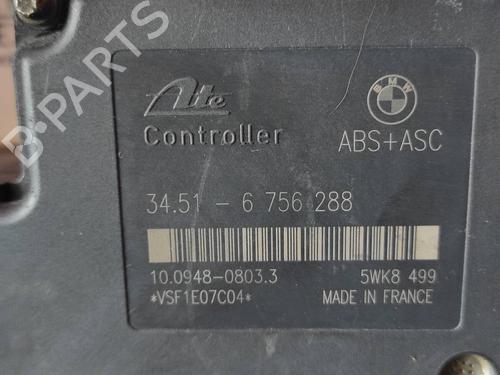 Ate
BMW
Controller
ABS+ASC
34.51 - 6 756 288
10.0948-0803.3
5WK8 499
*VSF1E07C04*
MADE IN FRANCE
B-PARTS